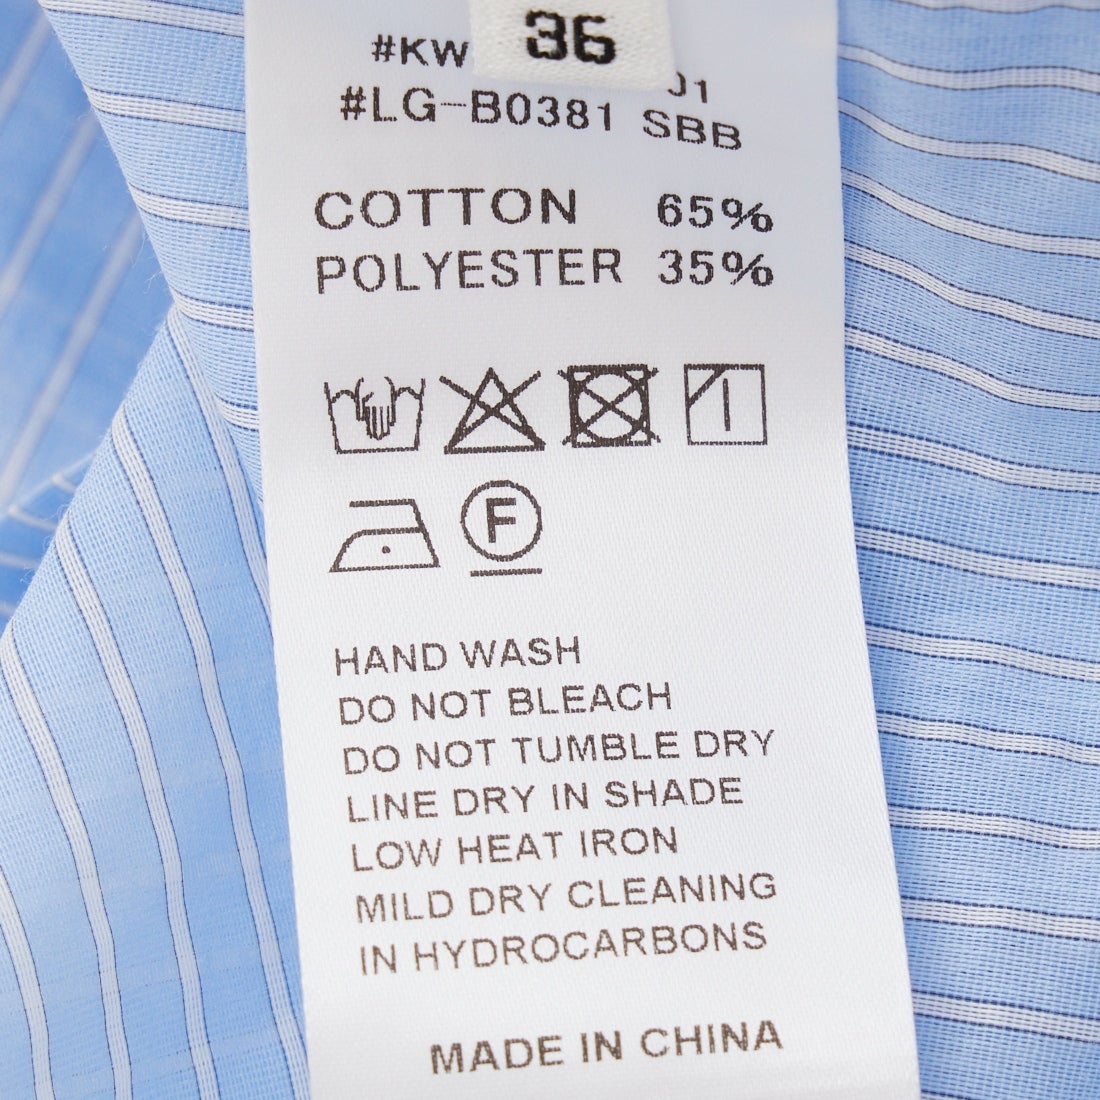 36
#KW 01
#LG-B0381 SBB
COTTON 65%
POLYESTER 35%
F
HAND WASH
DO NOT BLEACH
DO NOT TUMBLE DRY
LINE DRY IN SHADE
LOW HEAT IRON
MILD DRY CLEANING
IN HYDROCARBONS
MADE IN CHINA